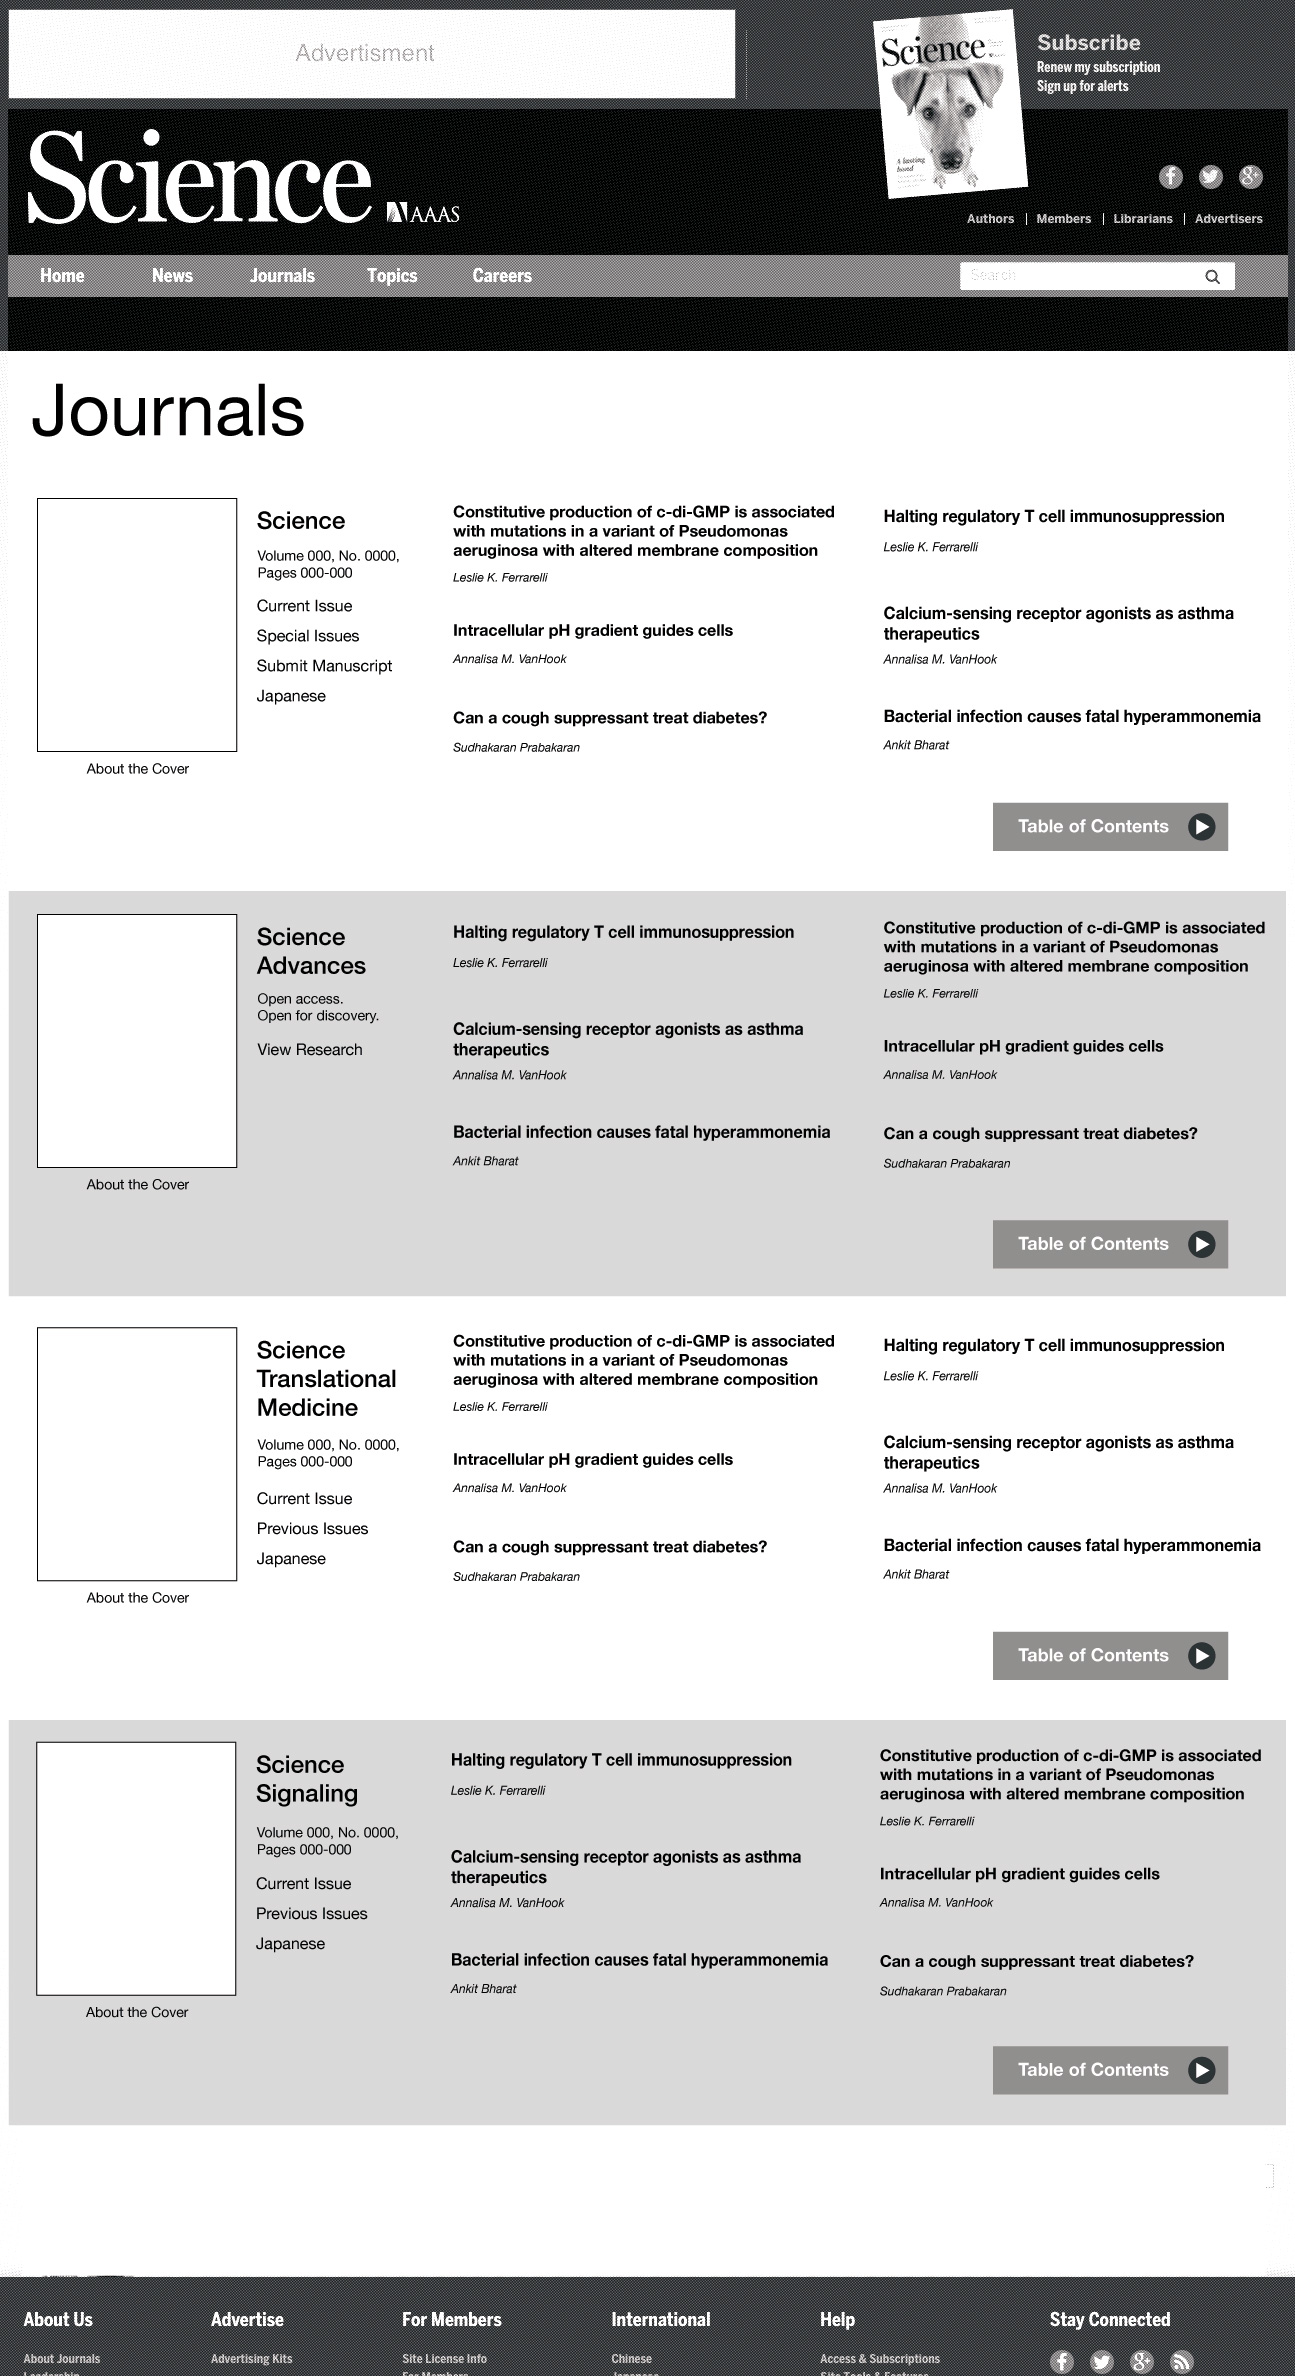 Advertisment
Science
Subscribe
Renew my subscription
Sign up for alerts
Science
AAAS
Authors | Members | Librarians | Advertisers
Home News Journals Topics Careers
Search
Journals
Science
Volume 000, No. 0000,
Pages 000-000
Current Issue
Special Issues
Submit Manuscript
Japanese
About the Cover
Constitutive production of c-di-GMP is associated
with mutations in a variant of Pseudomonas
aeruginosa with altered membrane composition
Leslie K. Ferrarelli
Intracellular pH gradient guides cells
Annalisa M. VanHook
Can a cough suppressant treat diabetes?
Sudhakaran Prabakaran
Halting regulatory T cell immunosuppression
Leslie K. Ferrarelli
Calcium-sensing receptor agonists as asthma
therapeutics
Annalisa M. VanHook
Bacterial infection causes fatal hyperammonemia
Ankit Bharat
Table of Contents
Science
Advances
Open access.
Open for discovery.
View Research
About the Cover
Halting regulatory T cell immunosuppression
Leslie K. Ferrarelli
Calcium-sensing receptor agonists as asthma
therapeutics
Annalisa M. VanHook
Bacterial infection causes fatal hyperammonemia
Ankit Bharat
Constitutive production of c-di-GMP is associated
with mutations in a variant of Pseudomonas
aeruginosa with altered membrane composition
Leslie K. Ferrarelli
Intracellular pH gradient guides cells
Annalisa M. VanHook
Can a cough suppressant treat diabetes?
Sudhakaran Prabakaran
Table of Contents
Science
Translational
Medicine
Volume 000, No. 0000,
Pages 000-000
Current Issue
Previous Issues
Japanese
About the Cover
Constitutive production of c-di-GMP is associated
with mutations in a variant of Pseudomonas
aeruginosa with altered membrane composition
Leslie K. Ferrarelli
Intracellular pH gradient guides cells
Annalisa M. VanHook
Can a cough suppressant treat diabetes?
Sudhakaran Prabakaran
Halting regulatory T cell immunosuppression
Leslie K. Ferrarelli
Calcium-sensing receptor agonists as asthma
therapeutics
Annalisa M. VanHook
Bacterial infection causes fatal hyperammonemia
Ankit Bharat
Table of Contents
Science
Signaling
Volume 000, No. 0000,
Pages 000-000
Current Issue
Previous Issues
Japanese
About the Cover
Halting regulatory T cell immunosuppression
Leslie K. Ferrarelli
Calcium-sensing receptor agonists as asthma
therapeutics
Annalisa M. VanHook
Bacterial infection causes fatal hyperammonemia
Ankit Bharat
Constitutive production of c-di-GMP is associated
with mutations in a variant of Pseudomonas
aeruginosa with altered membrane composition
Leslie K. Ferrarelli
Intracellular pH gradient guides cells
Annalisa M. VanHook
Can a cough suppressant treat diabetes?
Sudhakaran Prabakaran
Table of Contents
About Us Advertise For Members International Help Stay Connected
About Journals Advertising Kits Site License Info Chinese Access & Subscriptions